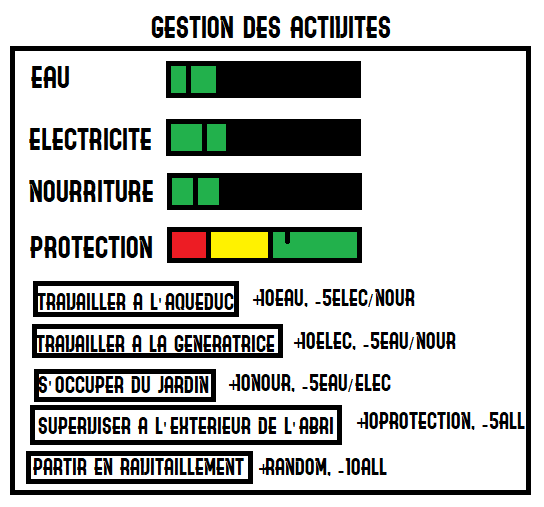 GESTION DES ACTIVITES
EAU
ELECTRICITE
NOURRITURE
PROTECTION
TRAVAILLER A L'AQUEDUC +10EAU, -5ELEC/NOUR
TRAVAILLER A LA GENERATRICE +10ELEC, -5EAU/NOUR
S'OCCUPER DU JARDIN +10NOUR, -5EAU/ELEC
SUPERVISER A L'EXTERIEUR DE L'ABRI +10PROTECTION, -5ALL
PARTIR EN RAVITAILLEMENT +RANDOM, -10ALL